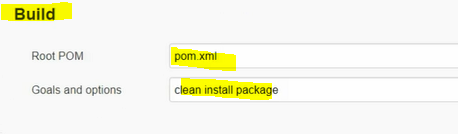 Build
Root POM
pom.xml
Goals and options
clean install package